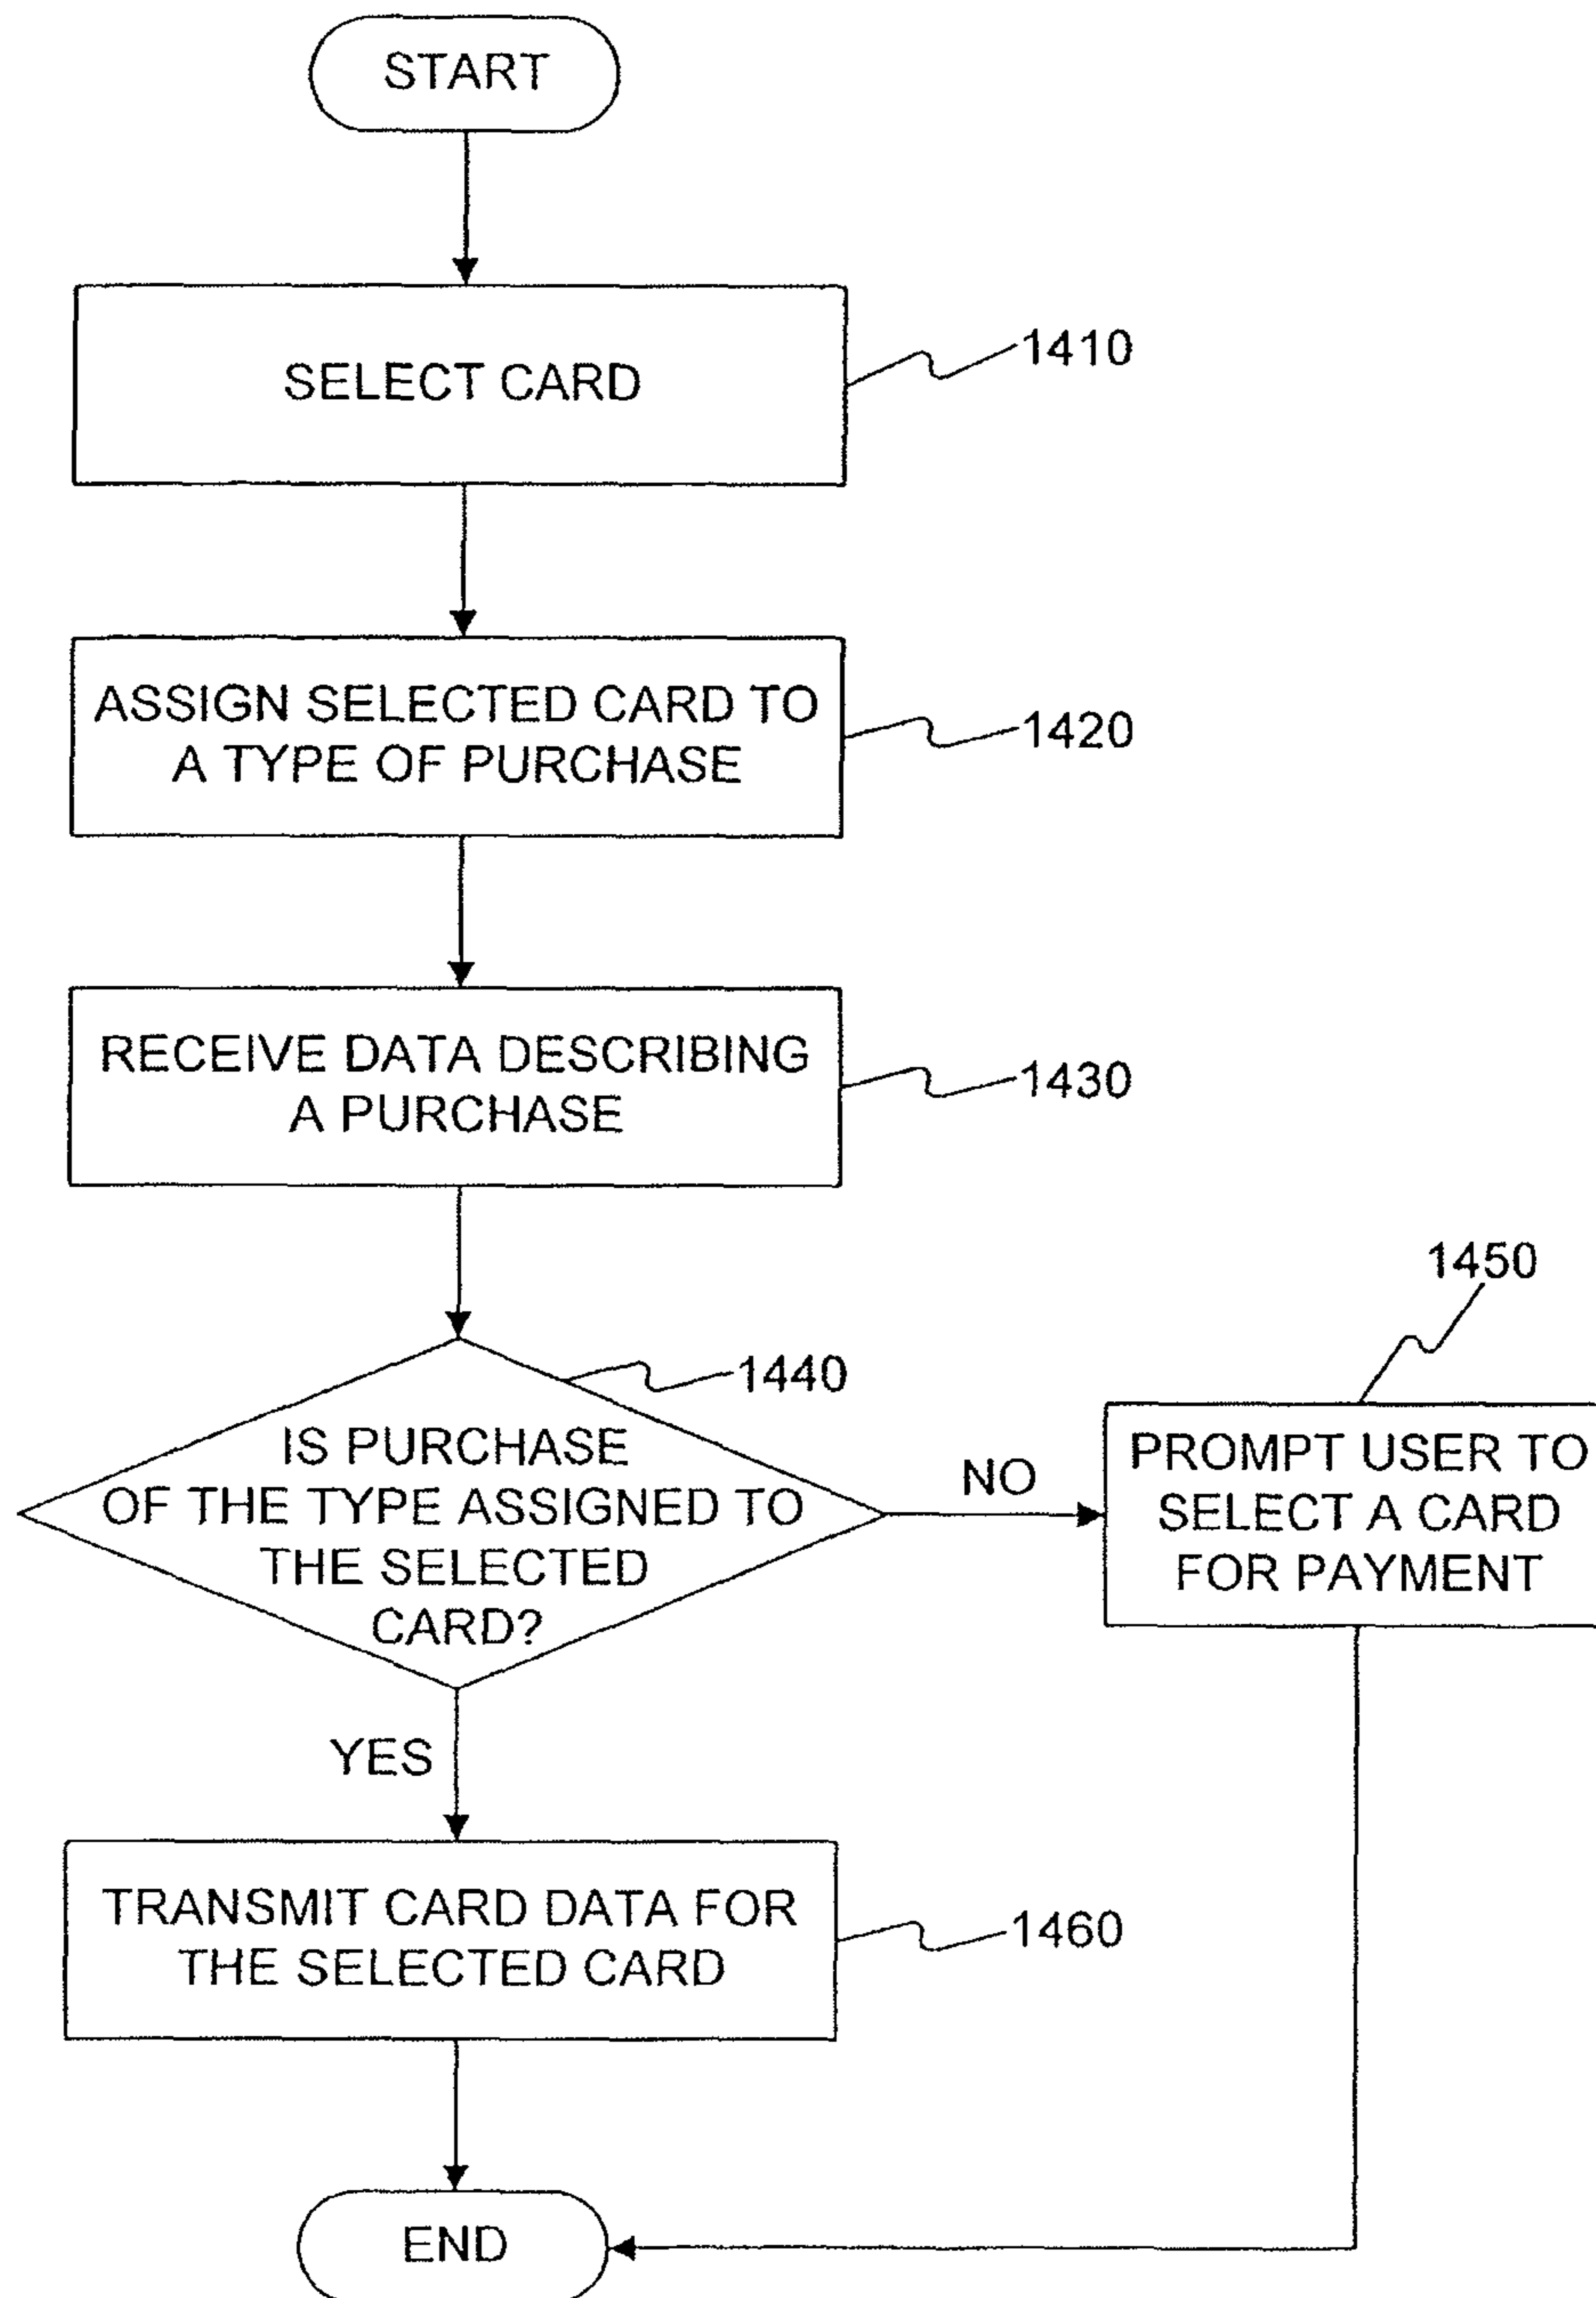 START
SELECT CARD
1410
ASSIGN SELECTED CARD TO
A TYPE OF PURCHASE
1420
RECEIVE DATA DESCRIBING
A PURCHASE
1430
1440
IS PURCHASE
OF THE TYPE ASSIGNED TO
THE SELECTED
CARD?
NO
1450
PROMPT USER TO
SELECT A CARD
FOR PAYMENT
YES
TRANSMIT CARD DATA FOR
THE SELECTED CARD
1460
END